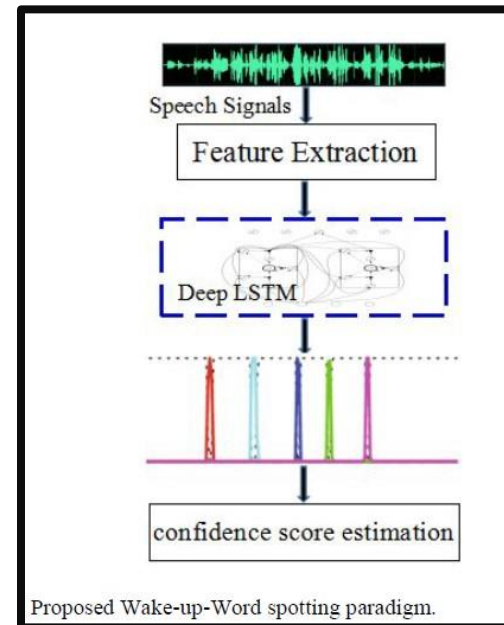 Speech Signals
Feature Extraction
Deep LSTM
confidence score estimation
Proposed Wake-up-Word spotting paradigm.